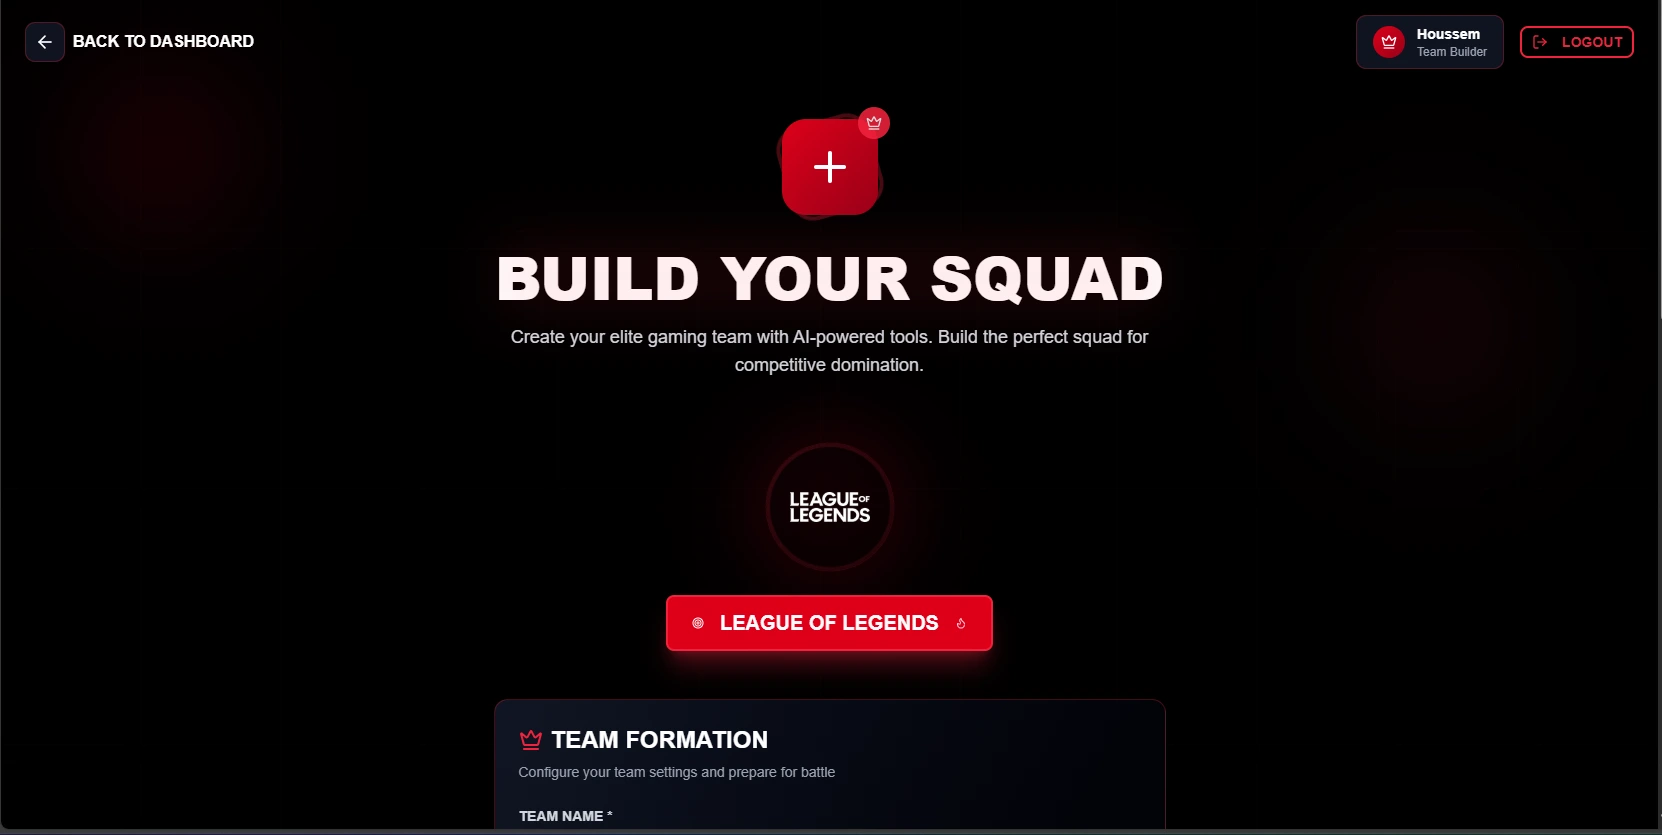 BACK TO DASHBOARD
Houssem
Team Builder
LOGOUT
BUILD YOUR SQUAD
Create your elite gaming team with AI-powered tools. Build the perfect squad for
competitive domination.
LEAGUE OF
LEGENDS
LEAGUE OF LEGENDS
TEAM FORMATION
Configure your team settings and prepare for battle
TEAM NAME *